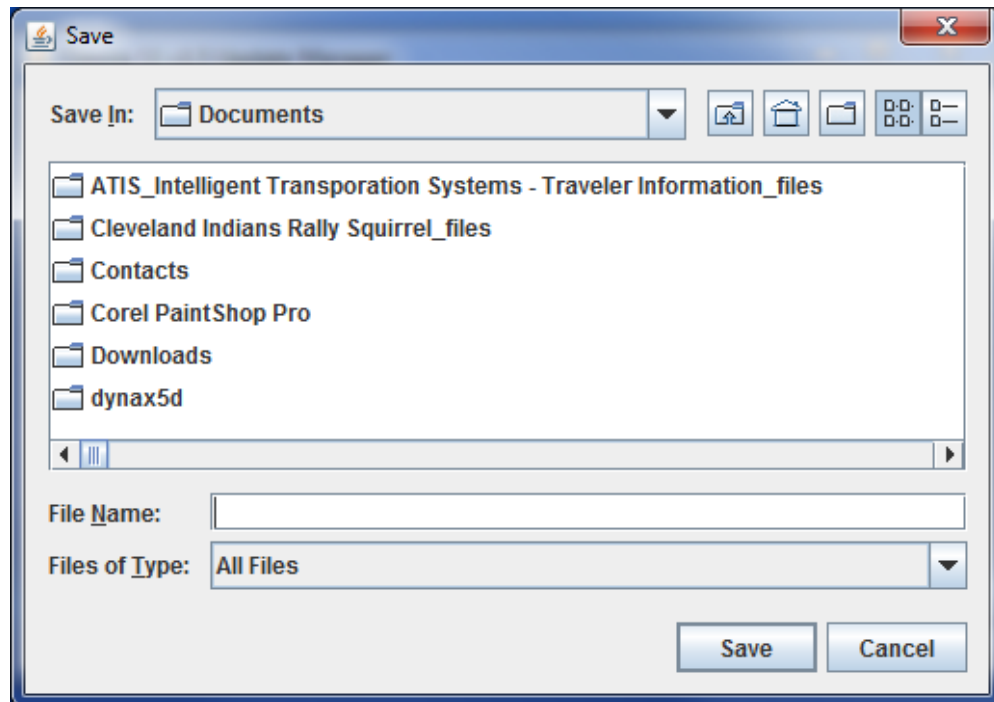 Save
Save In: Documents
ATIS_Intelligent Transporation Systems - Traveler Information_files
Cleveland Indians Rally Squirrel_files
Contacts
Corel PaintShop Pro
Downloads
dynax5d
File Name:
Files of Type: All Files
Save Cancel